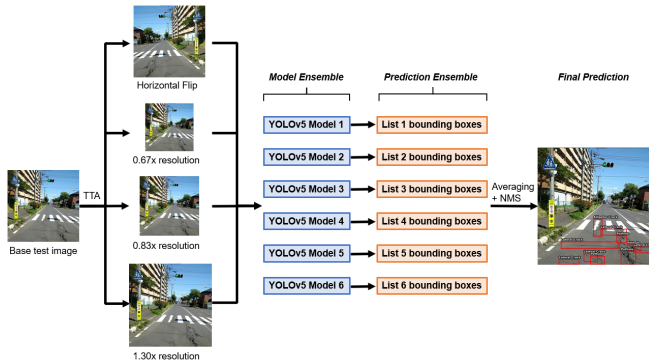 Base test image
TTA
Horizontal Flip
0.67x resolution
0.83x resolution
1.30x resolution
Model Ensemble
YOLOv5 Model 1
YOLOv5 Model 2
YOLOv5 Model 3
YOLOv5 Model 4
YOLOv5 Model 5
YOLOv5 Model 6
Prediction Ensemble
List 1 bounding boxes
List 2 bounding boxes
List 3 bounding boxes
List 4 bounding boxes
List 5 bounding boxes
List 6 bounding boxes
Averaging
+ NMS
Final Prediction